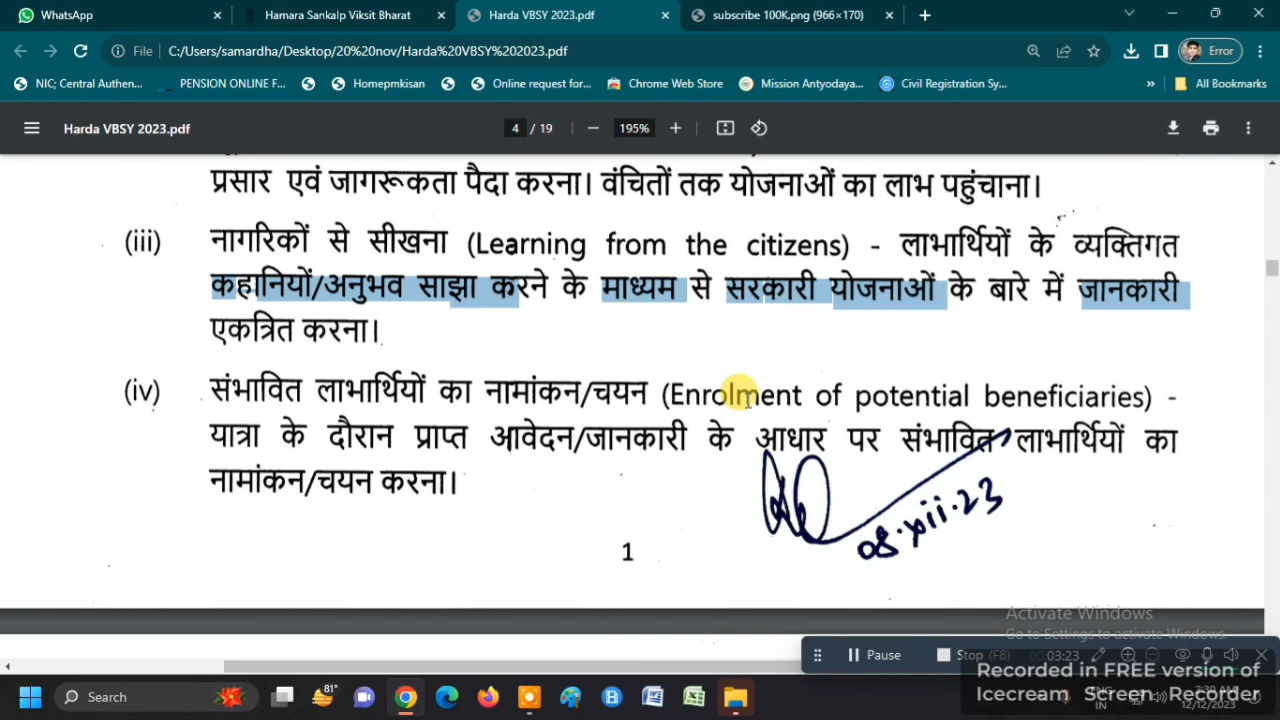 WhatsApp
Hamara Sankalp Viksit Bharat
Harda VBSY 2023.pdf
subscribe 100K.png (966×170)
File
C:/Users/samardha/Desktop/20%20nov/Harda%20VBSY%202023.pdf
Error
NIC; Central Authen...
PENSION ONLINE F...
Homepmkisan
Online request for...
Chrome Web Store
Mission Antyodaya...
Civil Registration Sy...
»
All Bookmarks
Harda VBSY 2023.pdf
4 / 19
195%
प्रसार एवं जागरूकता पैदा करना। वंचितों तक योजनाओं का लाभ पहुंचाना।
(iii) नागरिकों से सीखना (Learning from the citizens) - लाभार्थियों के व्यक्तिगत
कहानियों/अनुभव साझा करने के माध्यम से सरकारी योजनाओं के बारे में जानकारी
एकत्रित करना।
(iv) संभावित लाभार्थियों का नामांकन/चयन (Enrolment of potential beneficiaries) -
यात्रा के दौरान प्राप्त आवेदन/जानकारी के आधार पर संभावित लाभार्थियों का
नामांकन/चयन करना।
08.xii.23
1
Activate Windows
Go to Settings to activate Windows.
Pause
Stop (F8)
03:23
Recorded in FREE version of
Icecream Screen Recorder
Search
81°
ENG
IN
12/12/2023